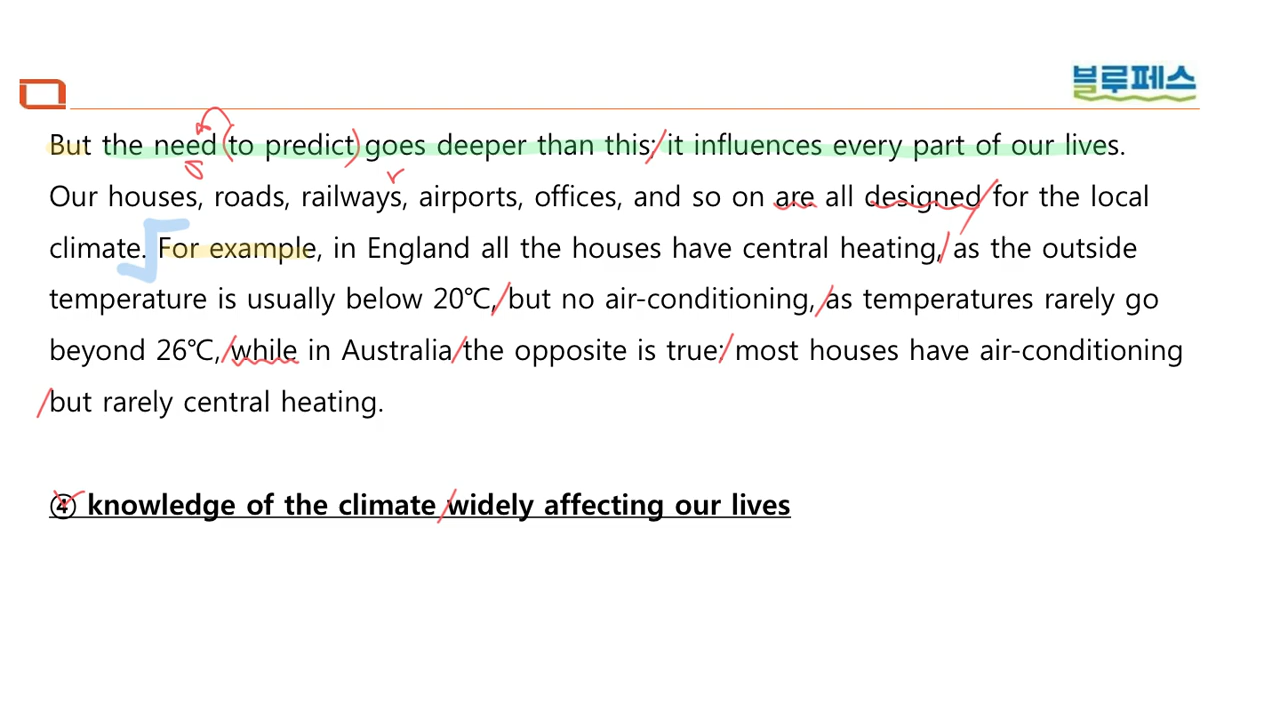 블루페스
But the need to predict goes deeper than this; it influences every part of our lives.
Our houses, roads, railways, airports, offices, and so on are all designed for the local
climate. For example, in England all the houses have central heating, as the outside
temperature is usually below 20℃, but no air-conditioning, as temperatures rarely go
beyond 26℃, while in Australia the opposite is true: most houses have air-conditioning
but rarely central heating.
④ knowledge of the climate widely affecting our lives